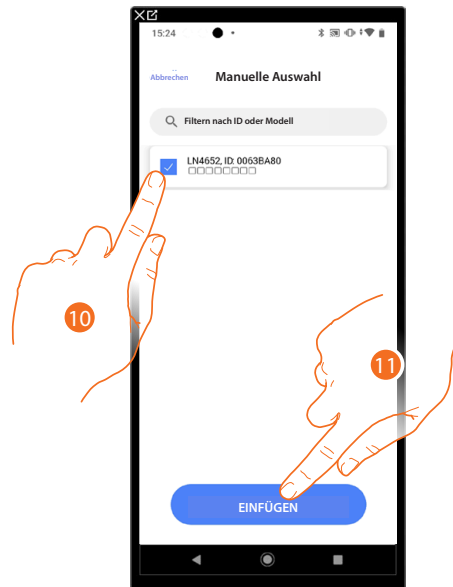 15:24
Abbrechen
Manuelle Auswahl
Filtern nach ID oder Modell
LN4652, ID: 0063BA80
□□□□□□□□
10
11
EINFÜGEN